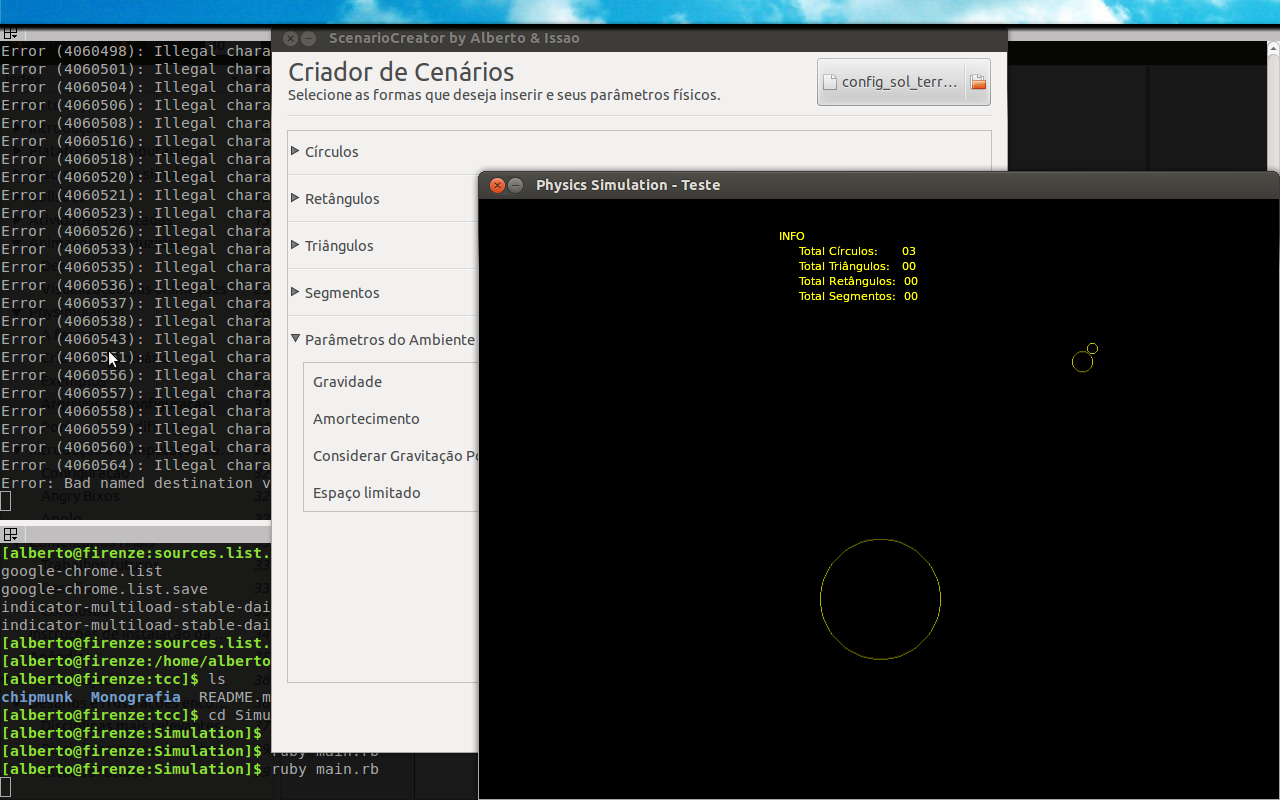 Error (4060498): Illegal chara
Error (4060501): Illegal chara
Error (4060504): Illegal chara
Error (4060506): Illegal chara
Error (4060508): Illegal chara
Error (4060516): Illegal chara
Error (4060518): Illegal chara
Error (4060520): Illegal chara
Error (4060521): Illegal chara
Error (4060523): Illegal chara
Error (4060526): Illegal chara
Error (4060533): Illegal chara
Error (4060535): Illegal chara
Error (4060536): Illegal chara
Error (4060537): Illegal chara
Error (4060538): Illegal chara
Error (4060543): Illegal chara
Error Illegal chara
Error (4060556): Illegal chara
Error (4060557): Illegal chara
Error (4060558): Illegal chara
Error (4060559): Illegal chara
Error (4060560): Illegal chara
Error (4060564): Illegal chara
Error: Bad named destination v
Angry Bixos
[alberto@firenze:sources.list.
google-chrome.list
google-chrome.list.save
indicator-multiload-stable-dai
indicator-multiload-stable-dai
[alberto@firenze:sources.list.
[alberto@firenze:/home/alberto
[alberto@firenze:tcc]$ ls
chipmunk Monografia README.m
[alberto@firenze:tcc]$ cd Simu
[alberto@firenze:Simulation]$
[alberto@firenze:Simulation]$ ruby main.rb
[alberto@firenze:Simulation]$ ruby main.rb
ScenarioCreator by Alberto & Issao
Criador de Cenários
Selecione as formas que deseja inserir e seus parâmetros físicos.
config_sol_terr...
Círculos
Retângulos
Triângulos
Segmentos
Parâmetros do Ambiente
Gravidade
Amortecimento
Considerar Gravitação Po
Espaço limitado
Physics Simulation - Teste
INFO
Total Círculos: 03
Total Triângulos: 00
Total Retângulos: 00
Total Segmentos: 00